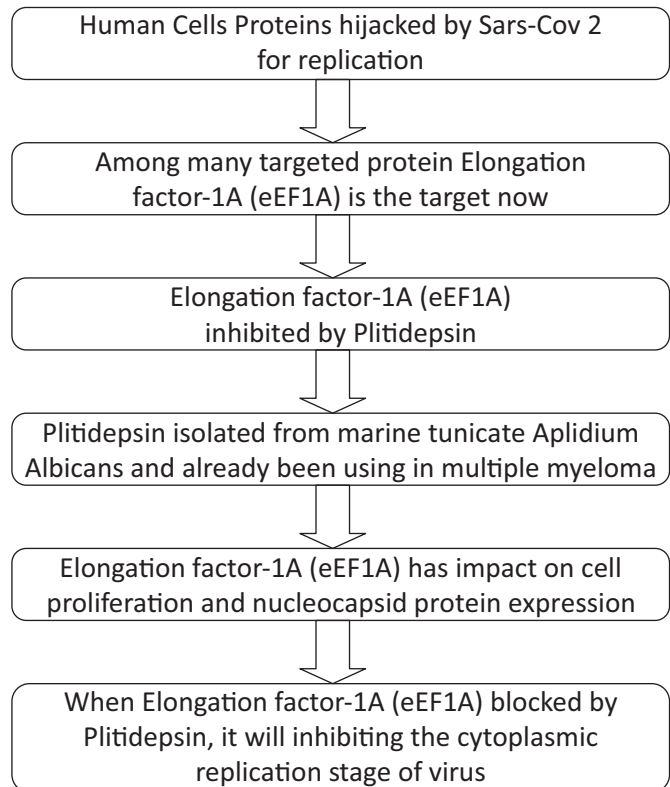 Human Cells Proteins hijacked by Sars-Cov 2
for replication
Among many targeted protein Elongation
factor-1A (eEF1A) is the target now
Elongation factor-1A (eEF1A)
inhibited by Plitidepsin
Plitidepsin isolated from marine tunicate Aplidium
Albicans and already been using in multiple myeloma
Elongation factor-1A (eEF1A) has impact on cell
proliferation and nucleocapsid protein expression
When Elongation factor-1A (eEF1A) blocked by
Plitidepsin, it will inhibiting the cytoplasmic
replication stage of virus